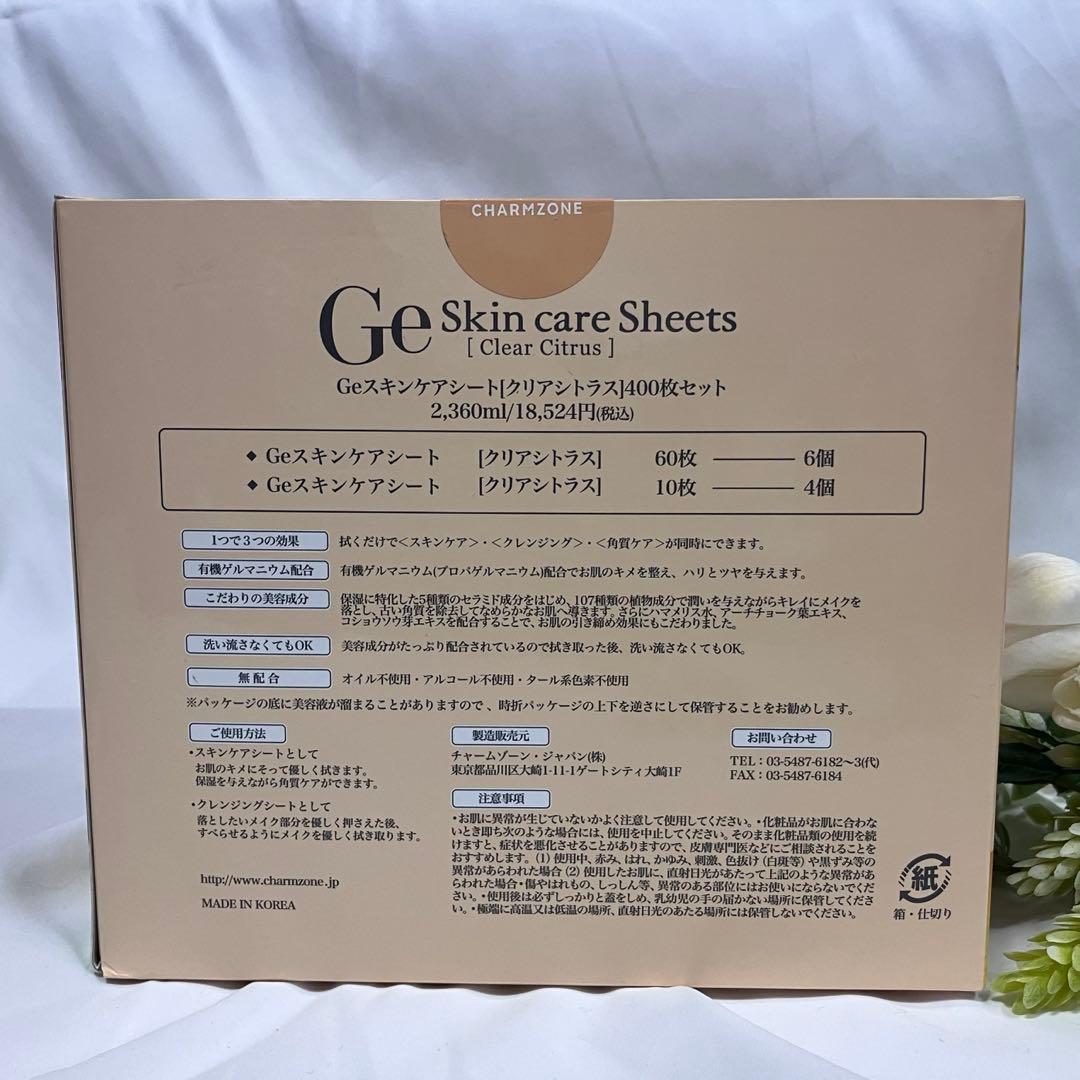 CHARMZONE
Ge Skin care Sheets
[ Clear Citrus ]
Geスキンケアシート[クリアシトラス]400枚セット
2,360ml/18,524円(税込)
◆ Geスキンケアシート [クリアシトラス] 60枚 ——— 6個
◆ Geスキンケアシート [クリアシトラス] 10枚 ——— 4個
1つで3つの効果 拭くだけで<スキンケア>・<クレンジング>・<角質ケア>が同時にできます。
有機ゲルマニウム配合 有機ゲルマニウム(プロパゲルマニウム)配合でお肌のキメを整え、ハリとツヤを与えます。
こだわりの美容成分 保湿に特化した5種類のセラミド成分をはじめ、107種類の植物成分で潤いを与えながらキレイにメイクを
落とし、古い角質を除去してなめらかなお肌へ導きます。さらにハマメリス水、アーチチョーク葉エキス、
コショウソウ芽エキスを配合することで、お肌の引き締め効果にもこだわりました。
洗い流さなくてもOK 美容成分がたっぷり配合されているので拭き取った後、洗い流さなくてもOK。
無配合 オイル不使用・アルコール不使用・タール系色素不使用
※パッケージの底に美容液が溜まることがありますので、時折パッケージの上下を逆さにして保管することをお勧めします。
ご使用方法
・スキンケアシートとして
お肌のキメにそって優しく拭きます。
保湿を与えながら角質ケアができます。
・クレンジングシートとして
落としたいメイク部分を優しく押さえた後、
すべらせるようにメイクを優しく拭き取ります。
http://www.charmzone.jp
MADE IN KOREA
製造販売元
チャームゾーン・ジャパン(株)
東京都品川区大崎1-11-1ゲートシティ大崎1F
お問い合わせ
TEL：03-5487-6182〜3(代)
FAX：03-5487-6184
注意事項
・お肌に異常が生じていないかよく注意して使用してください。・化粧品がお肌に合わな
いとき即ち次のような場合には、使用を中止してください。そのまま化粧品類の使用を続
けますと、症状を悪化させることがありますので、皮膚専門医などにご相談されることを
おすすめします。(1)使用中、赤み、はれ、かゆみ、刺激、色抜け(白斑等)や黒ずみ等の
異常があらわれた場合(2)使用したお肌に、直射日光があたって上記のような異常があ
らわれた場合・傷やはれもの、しっしん等、異常のある部位にはお使いにならないでくだ
さい。・使用後は必ずしっかりと蓋をしめ、乳幼児の手の届かない場所に保管してくださ
い。・極端に高温又は低温の場所、直射日光のあたる場所には保管しないでください。
紙
箱・仕切り